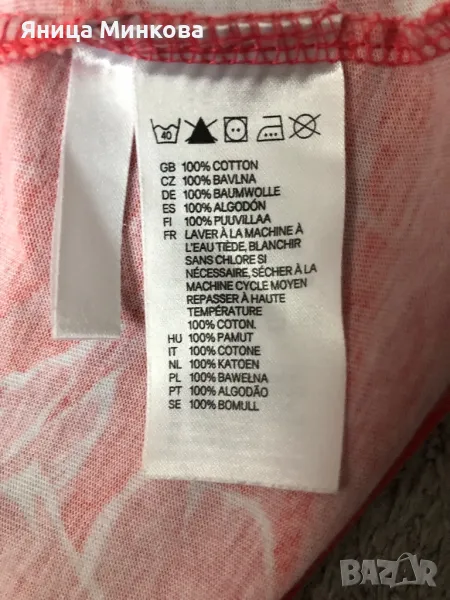 Яница Минкова
40
GB 100% COTTON
CZ 100% BAVLNA
DE 100% BAUMWOLLE
ES 100% ALGODÓN
FI 100% PUUVILLAA
FR LAVER À LA MACHINE À
L'EAU TIÈDE, BLANCHIR
SANS CHLORE SI
NÉCESSAIRE, SÉCHER À LA
MACHINE CYCLE MOYEN
REPASSER À HAUTE
TEMPÉRATURE
100% COTON.
HU 100% PAMUT
IT 100% COTONE
NL 100% KATOEN
PL 100% BAWEŁNA
PT 100% ALGODÃO
SE 100% BOMULL
bazar